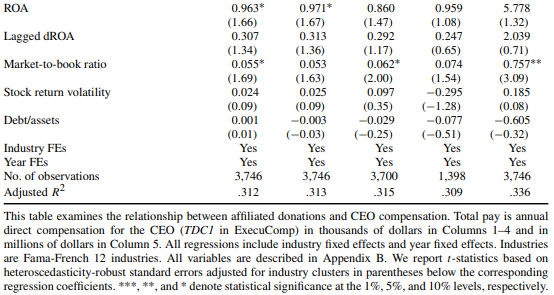 ROA 0.963* 0.971* 0.860 0.959 5.778
(1.66) (1.67) (1.47) (1.08) (1.32)
Lagged dROA 0.307 0.313 0.292 0.247 2.039
(1.34) (1.36) (1.17) (0.65) (0.71)
Market-to-book ratio 0.055* 0.053 0.062* 0.074 0.757**
(1.69) (1.63) (2.00) (1.54) (3.09)
Stock return volatility 0.024 0.025 0.097 −0.295 0.185
(0.09) (0.09) (0.35) (−1.28) (0.08)
Debt/assets 0.001 −0.003 −0.029 −0.077 −0.605
(0.01) (−0.03) (−0.25) (−0.51) (−0.32)
Industry FEs Yes Yes Yes Yes Yes
Year FEs Yes Yes Yes Yes Yes
No. of observations 3,746 3,746 3,700 1,398 3,746
Adjusted R² .312 .313 .315 .309 .336
This table examines the relationship between affiliated donations and CEO compensation. Total pay is annual
direct compensation for the CEO (TDC1 in ExecuComp) in thousands of dollars in Columns 1–4 and in
millions of dollars in Column 5. All regressions include industry fixed effects and year fixed effects. Industries
are Fama-French 12 industries. All variables are described in Appendix B. We report t-statistics based on
heteroscedasticity-robust standard errors adjusted for industry clusters in parentheses below the corresponding
regression coefficients. ***, **, and * denote statistical significance at the 1%, 5%, and 10% levels, respectively.